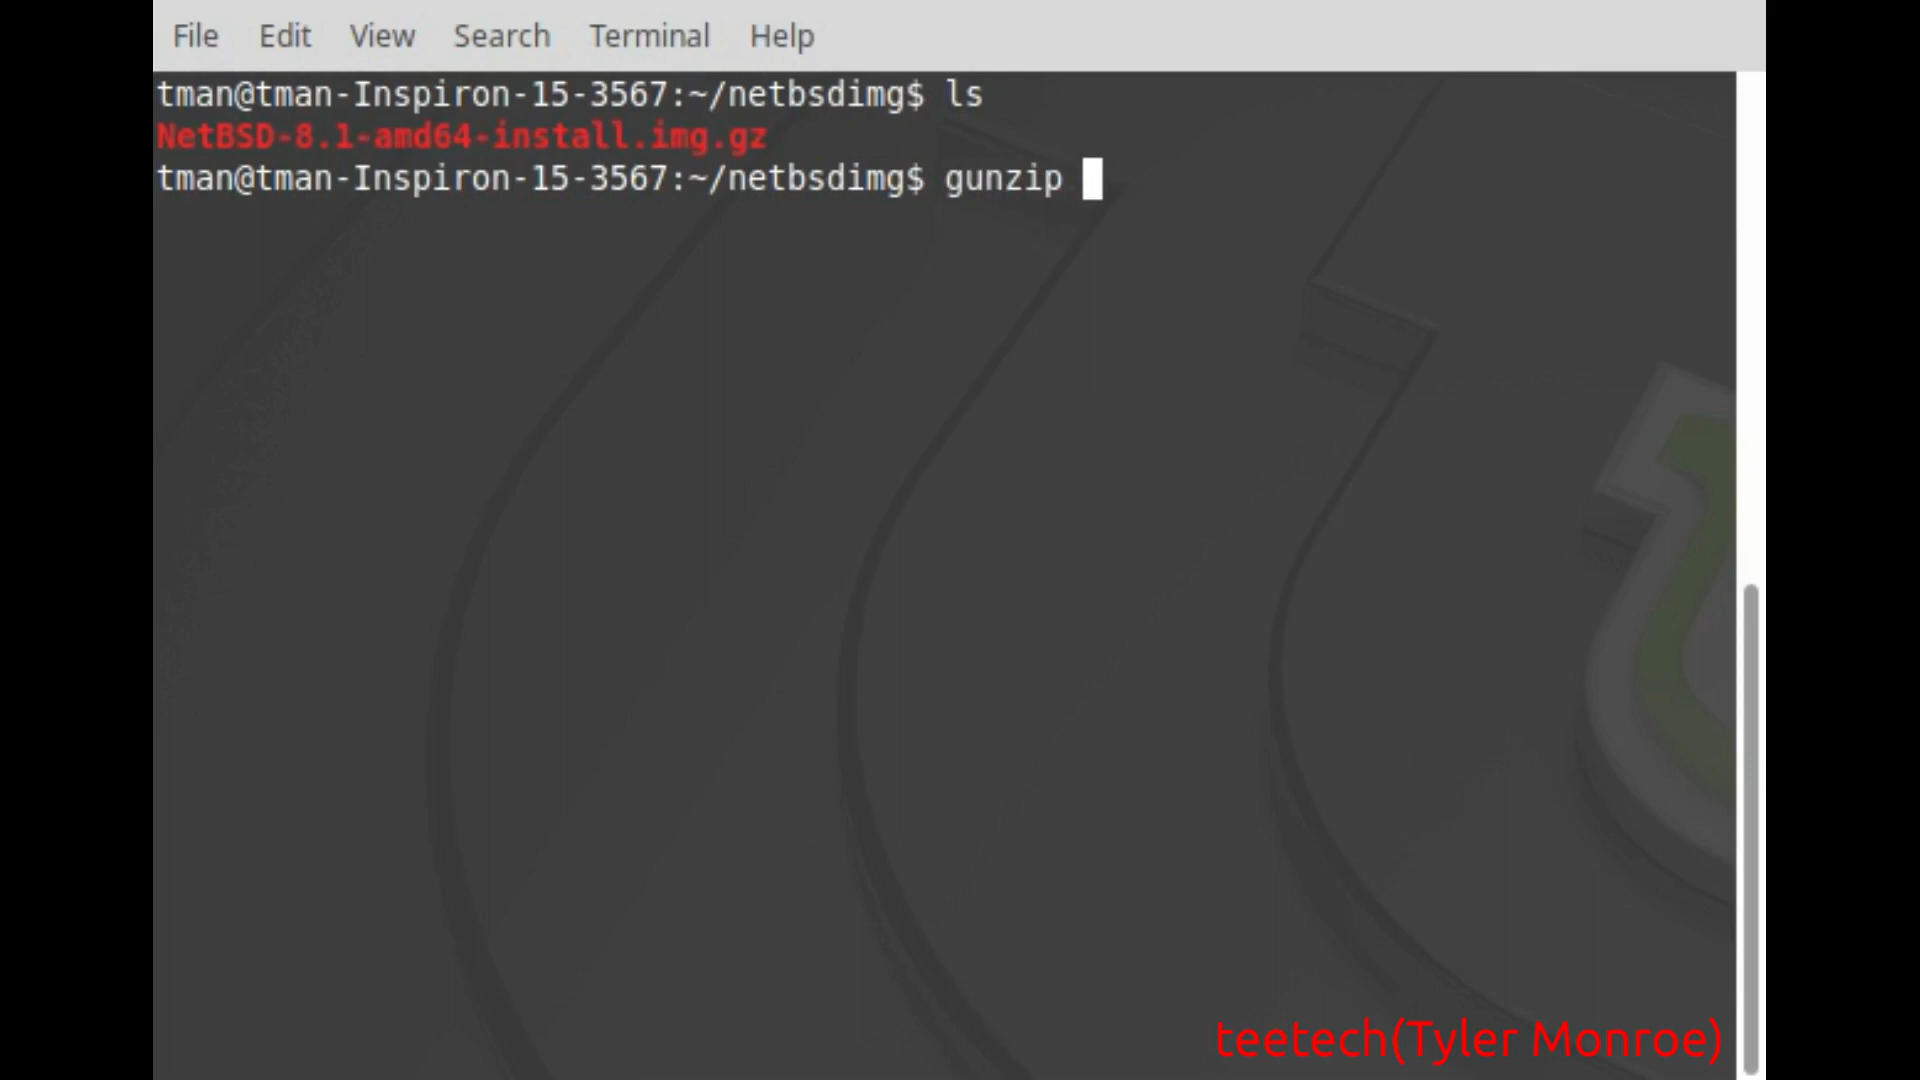 File Edit View Search Terminal Help
tman@tman-Inspiron-15-3567:~/netbsdimg$ ls
NetBSD-8.1-amd64-install.img.gz
tman@tman-Inspiron-15-3567:~/netbsdimg$ gunzip
teetech(Tyler Monroe)